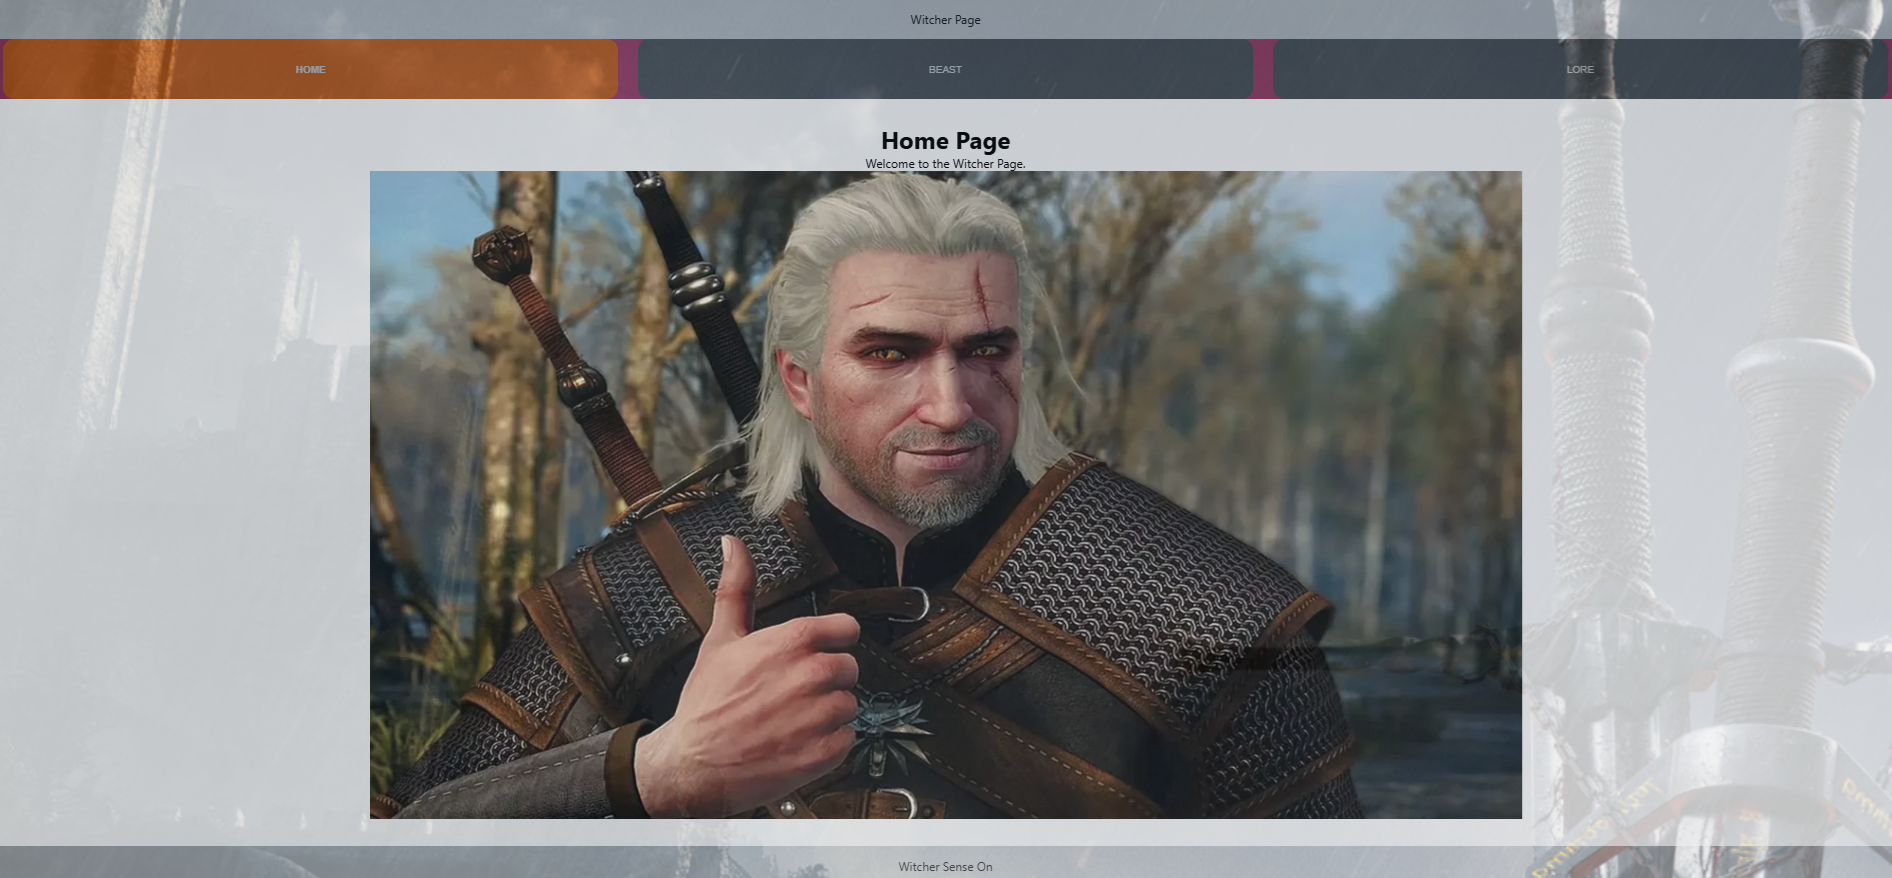 Witcher Page
HOME
BEAST
LORE
Home Page
Welcome to the Witcher Page.
Witcher Sense On